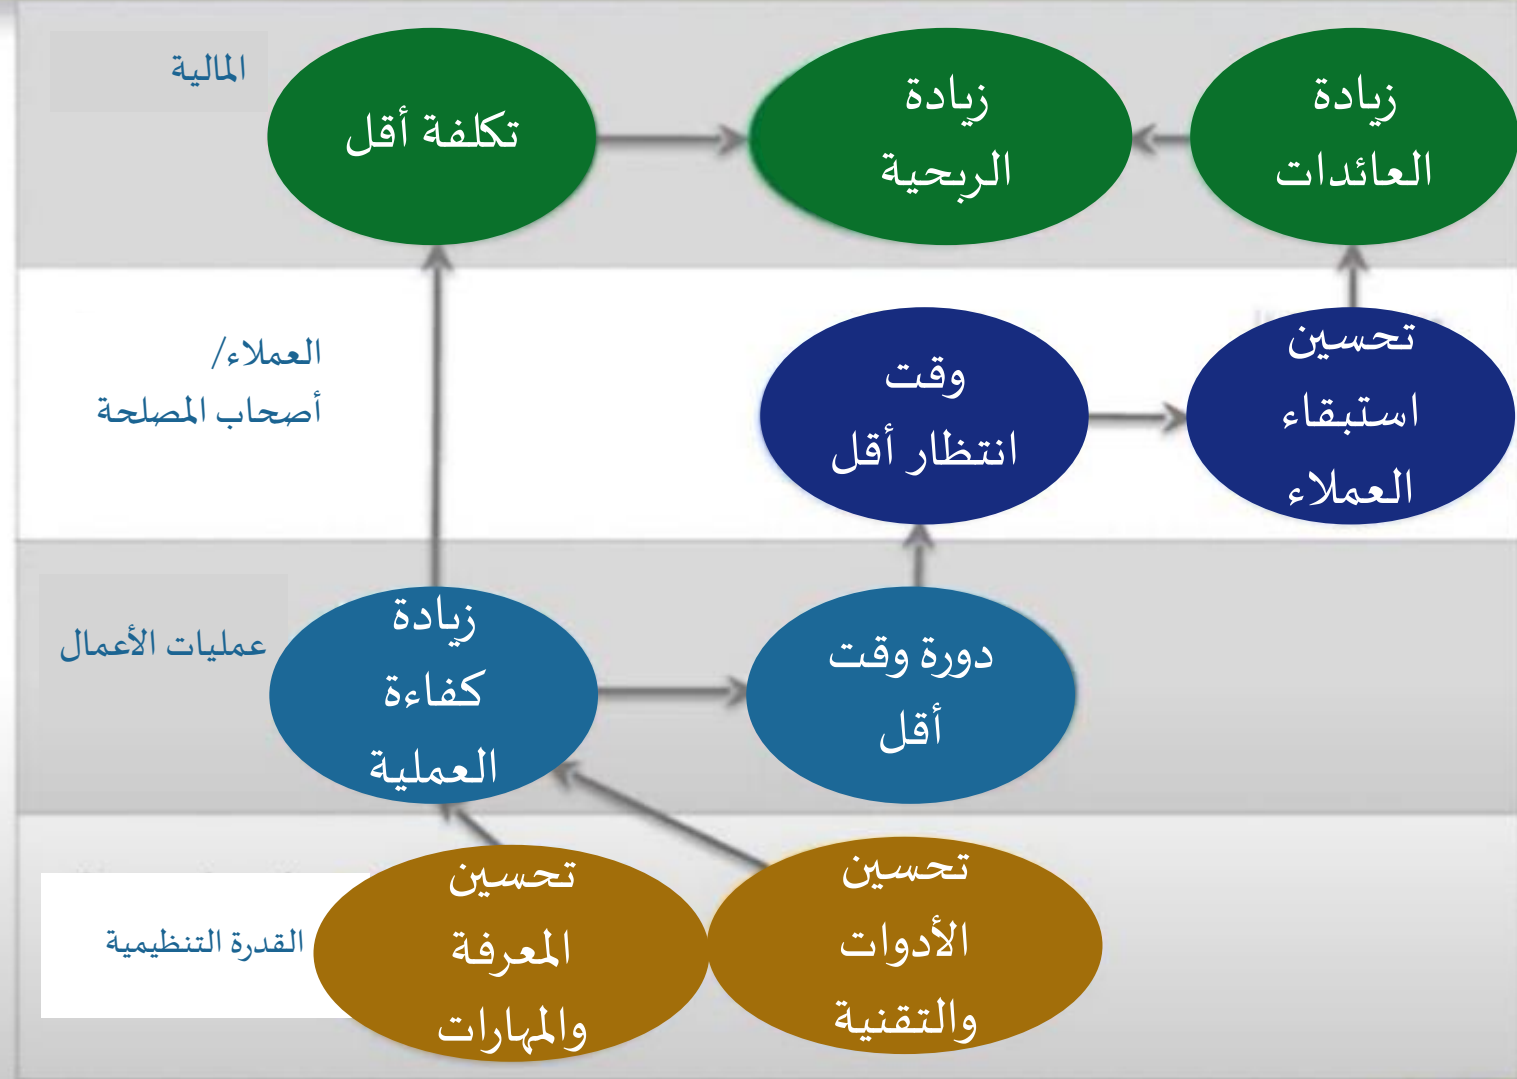 المالية
تكلفة أقل
زيادة
الربحية
زيادة
العائدات
العملاء/
أصحاب المصلحة
وقت
انتظار أقل
تحسين
استبقاء
العملاء
عمليات الأعمال
زيادة
كفاءة
العملية
دورة وقت
أقل
القدرة التنظيمية
تحسين
المعرفة
والمهارات
تحسين
الأدوات
والتقنية